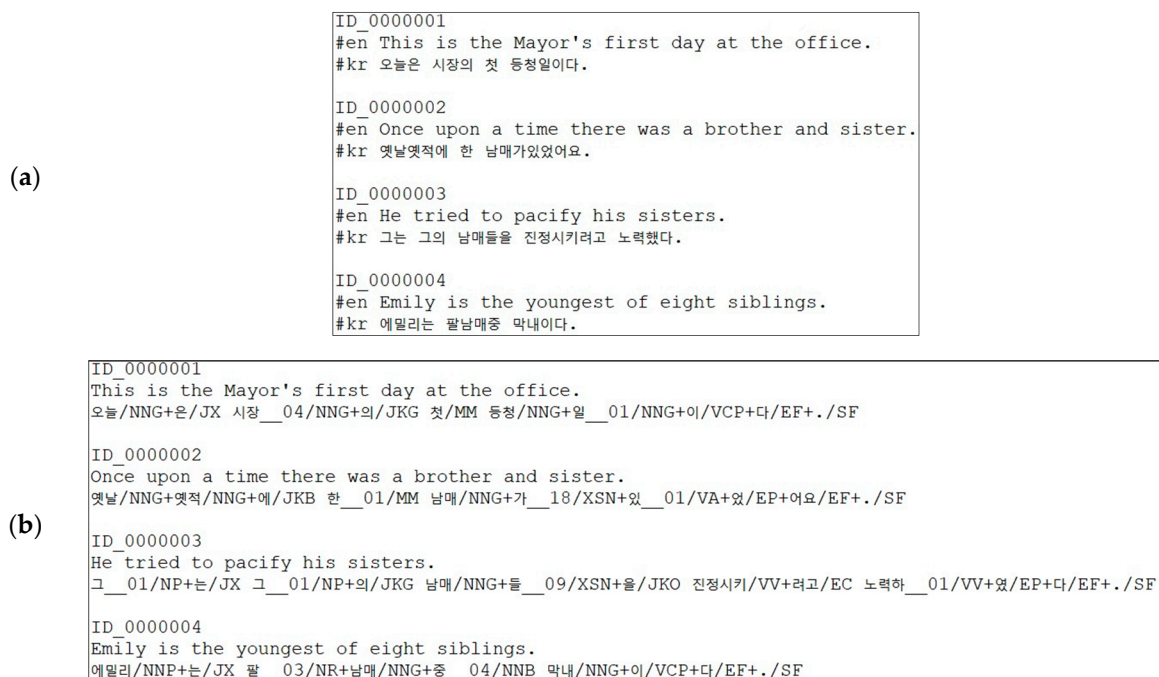 (a)
ID_0000001
#en This is the Mayor's first day at the office.
#kr 오늘은 시장의 첫 등청일이다.
ID_0000002
#en Once upon a time there was a brother and sister.
#kr 옛날옛적에 한 남매가있었어요.
ID_0000003
#en He tried to pacify his sisters.
#kr 그는 그의 남매들을 진정시키려고 노력했다.
ID_0000004
#en Emily is the youngest of eight siblings.
#kr 에밀리는 팔남매중 막내이다.
(b)
ID_0000001
This is the Mayor's first day at the office.
오늘/NNG+은/JX 시장__04/NNG+의/JKG 첫/MM 등청/NNG+일__01/NNG+이/VCP+다/EF+./SF
ID_0000002
Once upon a time there was a brother and sister.
옛날/NNG+옛적/NNG+에/JKB 한__01/MM 남매/NNG+가__18/XSN+있__01/VA+었/EP+어요/EF+./SF
ID_0000003
He tried to pacify his sisters.
그__01/NP+는/JX 그__01/NP+의/JKG 남매/NNG+들__09/XSN+을/JKO 진정시키/VV+려고/EC 노력하__01/VV+였/EP+다/EF+./SF
ID_0000004
Emily is the youngest of eight siblings.
에밀리/NNP+는/JX 팔__03/NR+남매/NNG+중__04/NNB 막내/NNG+이/VCP+다/EF+./SF